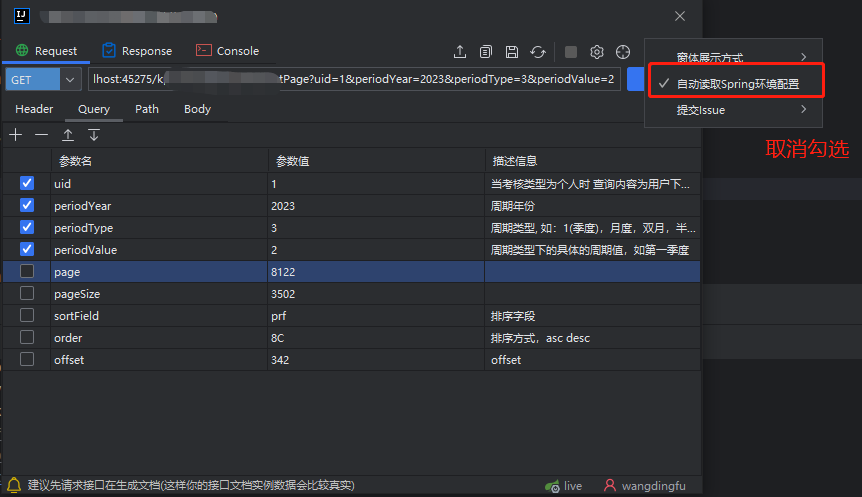 IJ
Request Response Console
窗体展示方式
GET lhost:45275/k tPage?uid=1&periodYear=2023&periodType=3&periodValue=2
自动读取Spring环境配置
Header Query Path Body
提交Issue
取消勾选
参数名 参数值 描述信息
uid 1 当考核类型为个人时 查询内容为用户下...
periodYear 2023 周期年份
periodType 3 周期类型, 如：1(季度)，月度，双月，半...
periodValue 2 周期类型下的具体的周期值，如第一季度
page 8122
pageSize 3502
sortField prf 排序字段
order 8C 排序方式，asc desc
offset 342 offset
建议先请求接口在生成文档(这样你的接口文档实例数据会比较真实) live wangdingfu